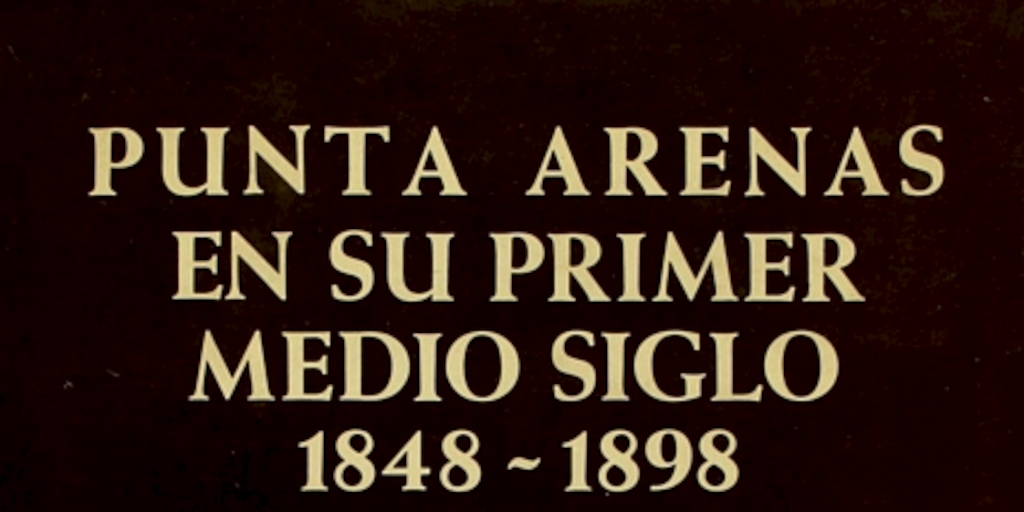 PUNTA ARENAS
EN SU PRIMER
MEDIO SIGLO
1848 ~ 1898